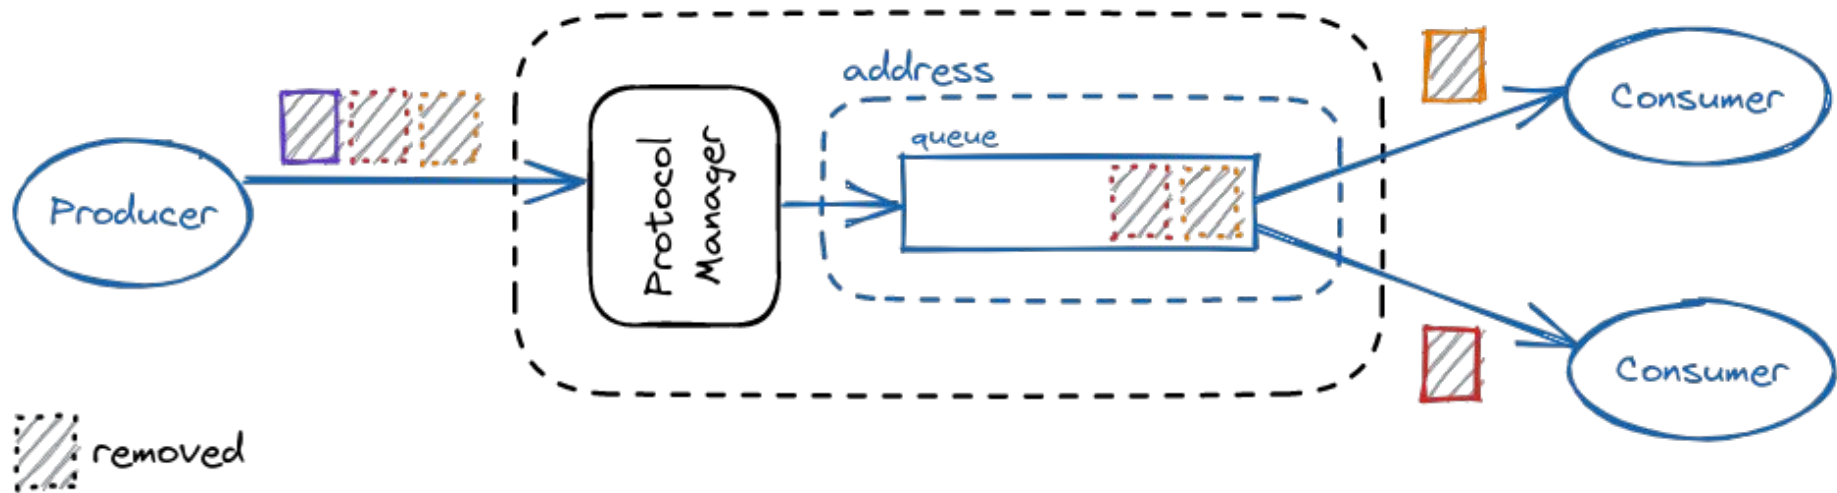 Producer
Protocol
Manager
address
queue
Consumer
Consumer
removed